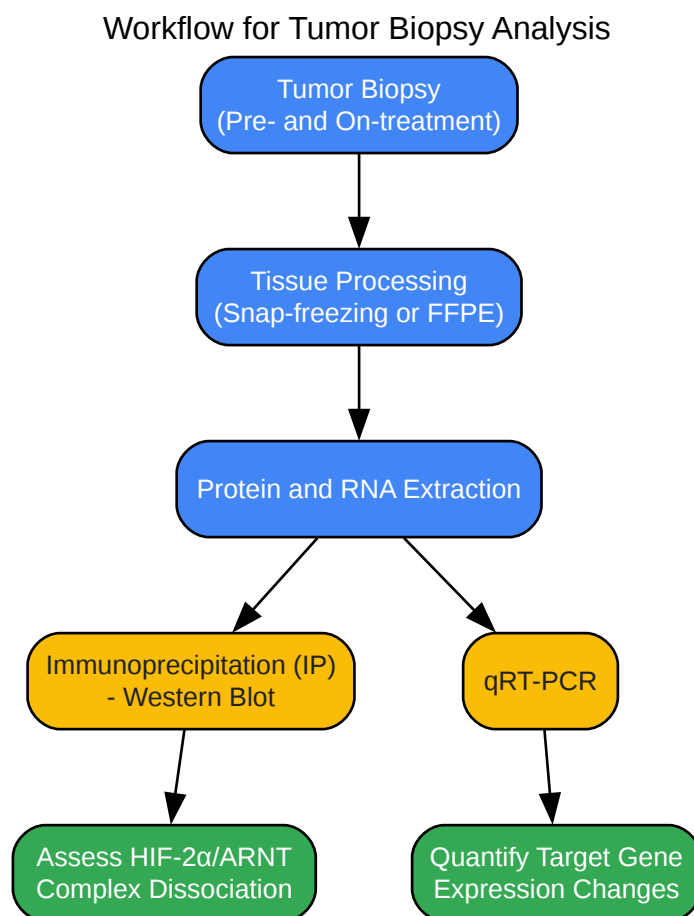 Workflow for Tumor Biopsy Analysis
Tumor Biopsy
(Pre- and On-treatment)
Tissue Processing
(Snap-freezing or FFPE)
Protein and RNA Extraction
Immunoprecipitation (IP)
- Western Blot
qRT-PCR
Assess HIF-2α/ARNT
Complex Dissociation
Quantify Target Gene
Expression Changes